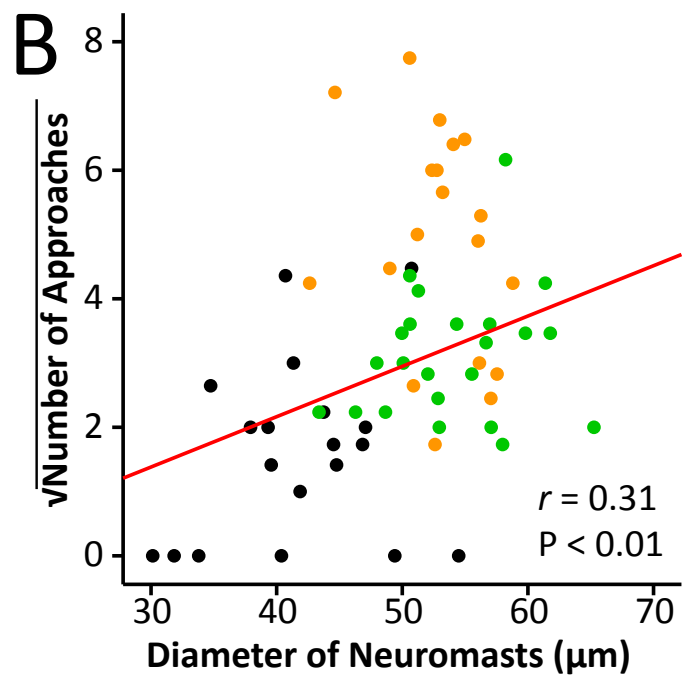 B
8
6
4
2
0
√Number of Approaches
r = 0.31
P < 0.01
30 40 50 60 70
Diameter of Neuromasts (µm)